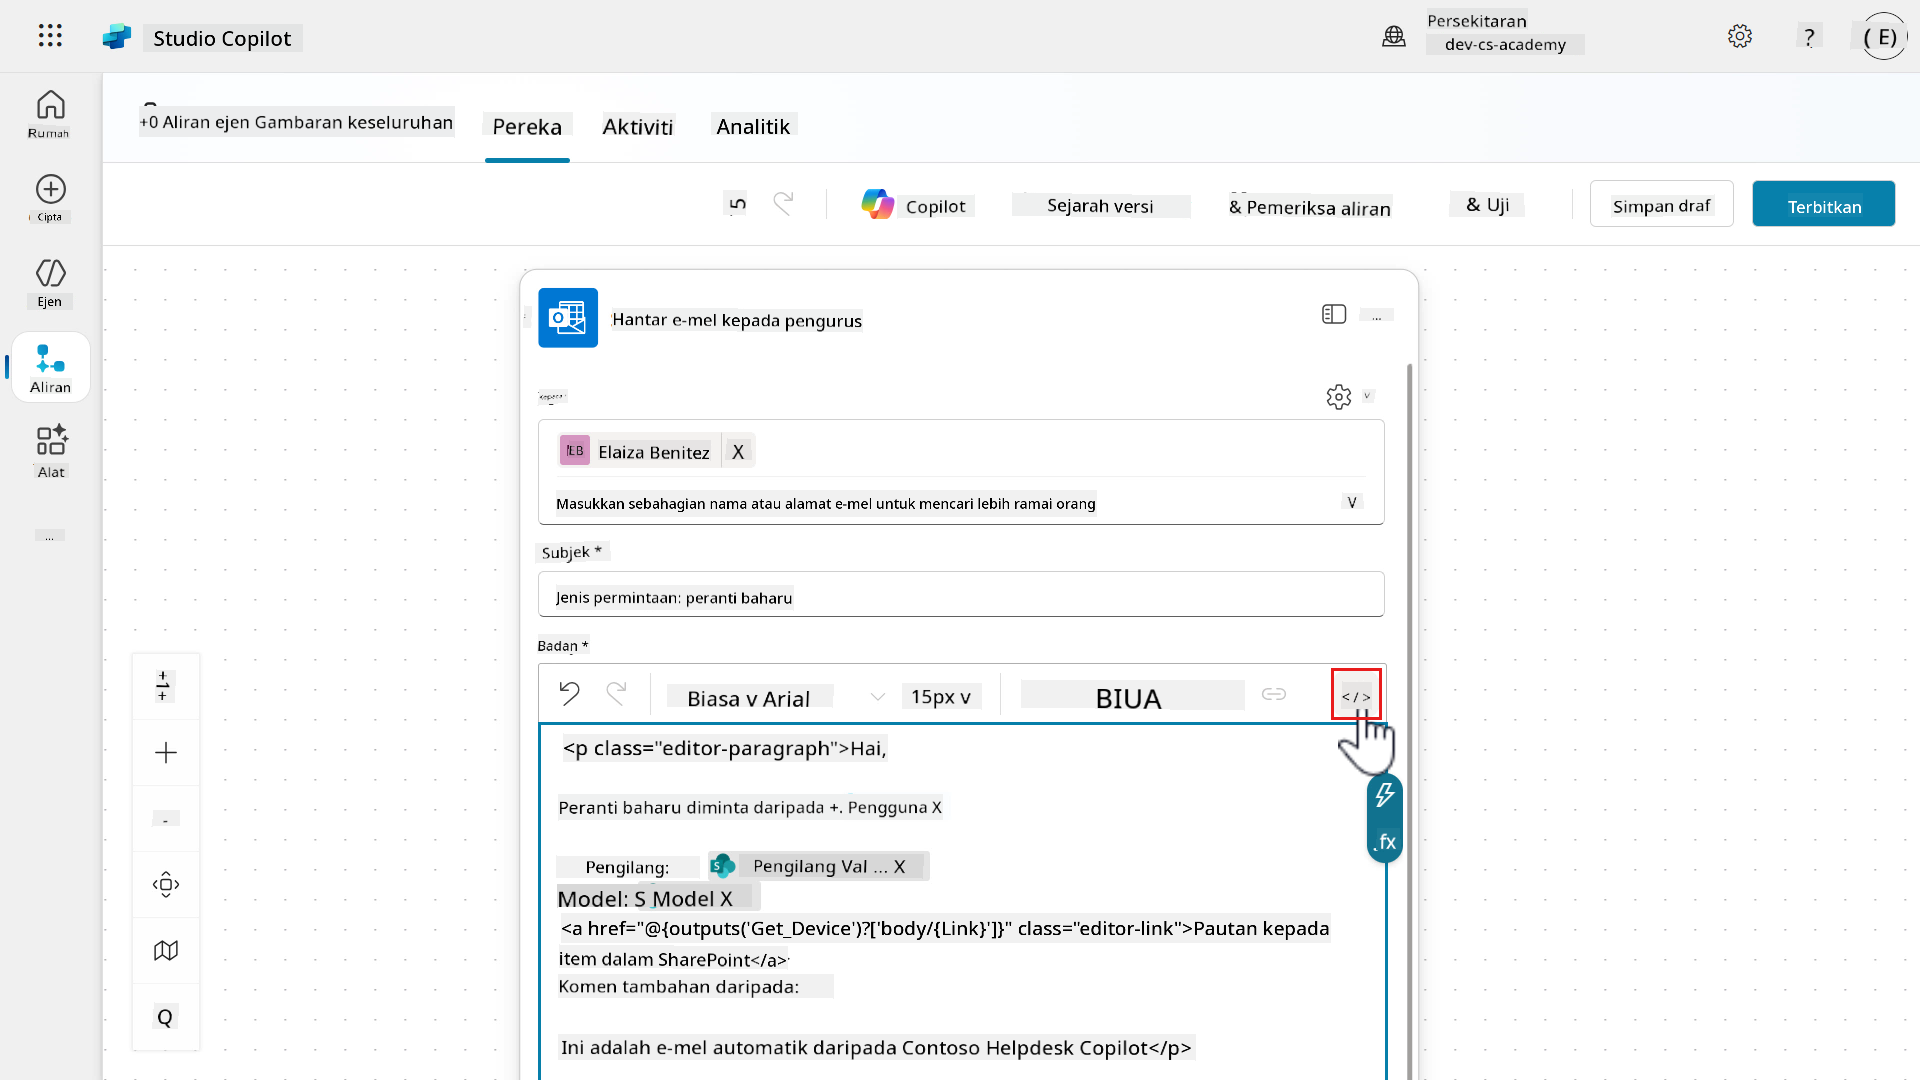 Studio Copilot
Persekitaran
dev-cs-academy
?
( E)
Rumah
Cipta
Ejen
Aliran
Alat
...
+0 Aliran ejen Gambaran keseluruhan
Pereka
Aktiviti
Analitik
Copilot
Sejarah versi
& Pemeriksa aliran
& Uji
Simpan draf
Terbitkan
Hantar e-mel kepada pengurus
...
EB
Elaiza Benitez
X
Masukkan sebahagian nama atau alamat e-mel untuk mencari lebih ramai orang
V
Subjek *
Jenis permintaan: peranti baharu
Badan *
Biasa v Arial
15px v
BIUA
</>
<p class="editor-paragraph">Hai,
Peranti baharu diminta daripada +. Pengguna X
Pengilang: Pengilang Val ... X
Model: S Model X
<a href="@{outputs('Get_Device')?['body/{Link}']}" class="editor-link">Pautan kepada
item dalam SharePoint</a>
Komen tambahan daripada:
Ini adalah e-mel automatik daripada Contoso Helpdesk Copilot</p>
fx
Q